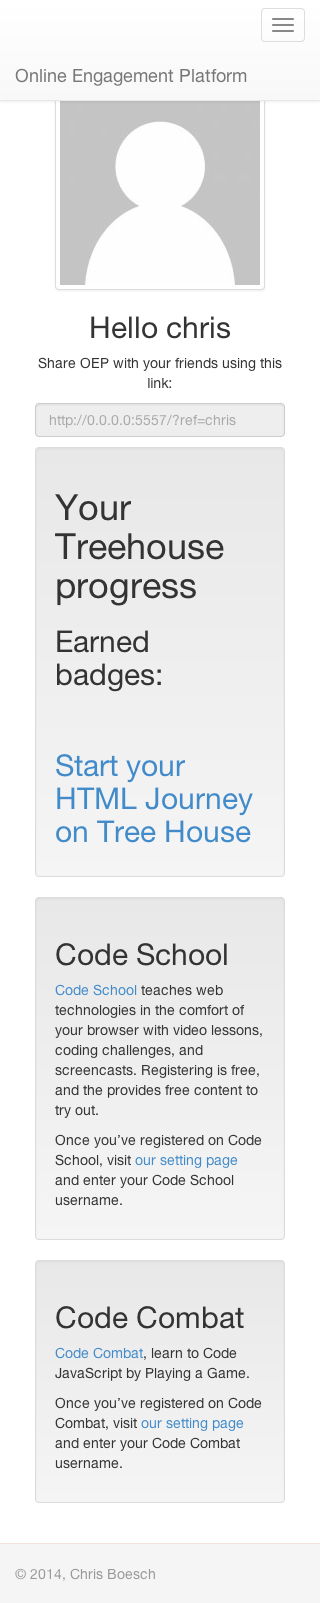 Online Engagement Platform
Hello chris
Share OEP with your friends using this
link:
http://0.0.0.0:5557/?ref=chris
Your
Treehouse
progress
Earned
badges:
Start your
HTML Journey
on Tree House
Code School
Code School teaches web
technologies in the comfort of
your browser with video lessons,
coding challenges, and
screencasts. Registering is free,
and the provides free content to
try out.
Once you’ve registered on Code
School, visit our setting page
and enter your Code School
username.
Code Combat
Code Combat, learn to Code
JavaScript by Playing a Game.
Once you’ve registered on Code
Combat, visit our setting page
and enter your Code Combat
username.
© 2014, Chris Boesch